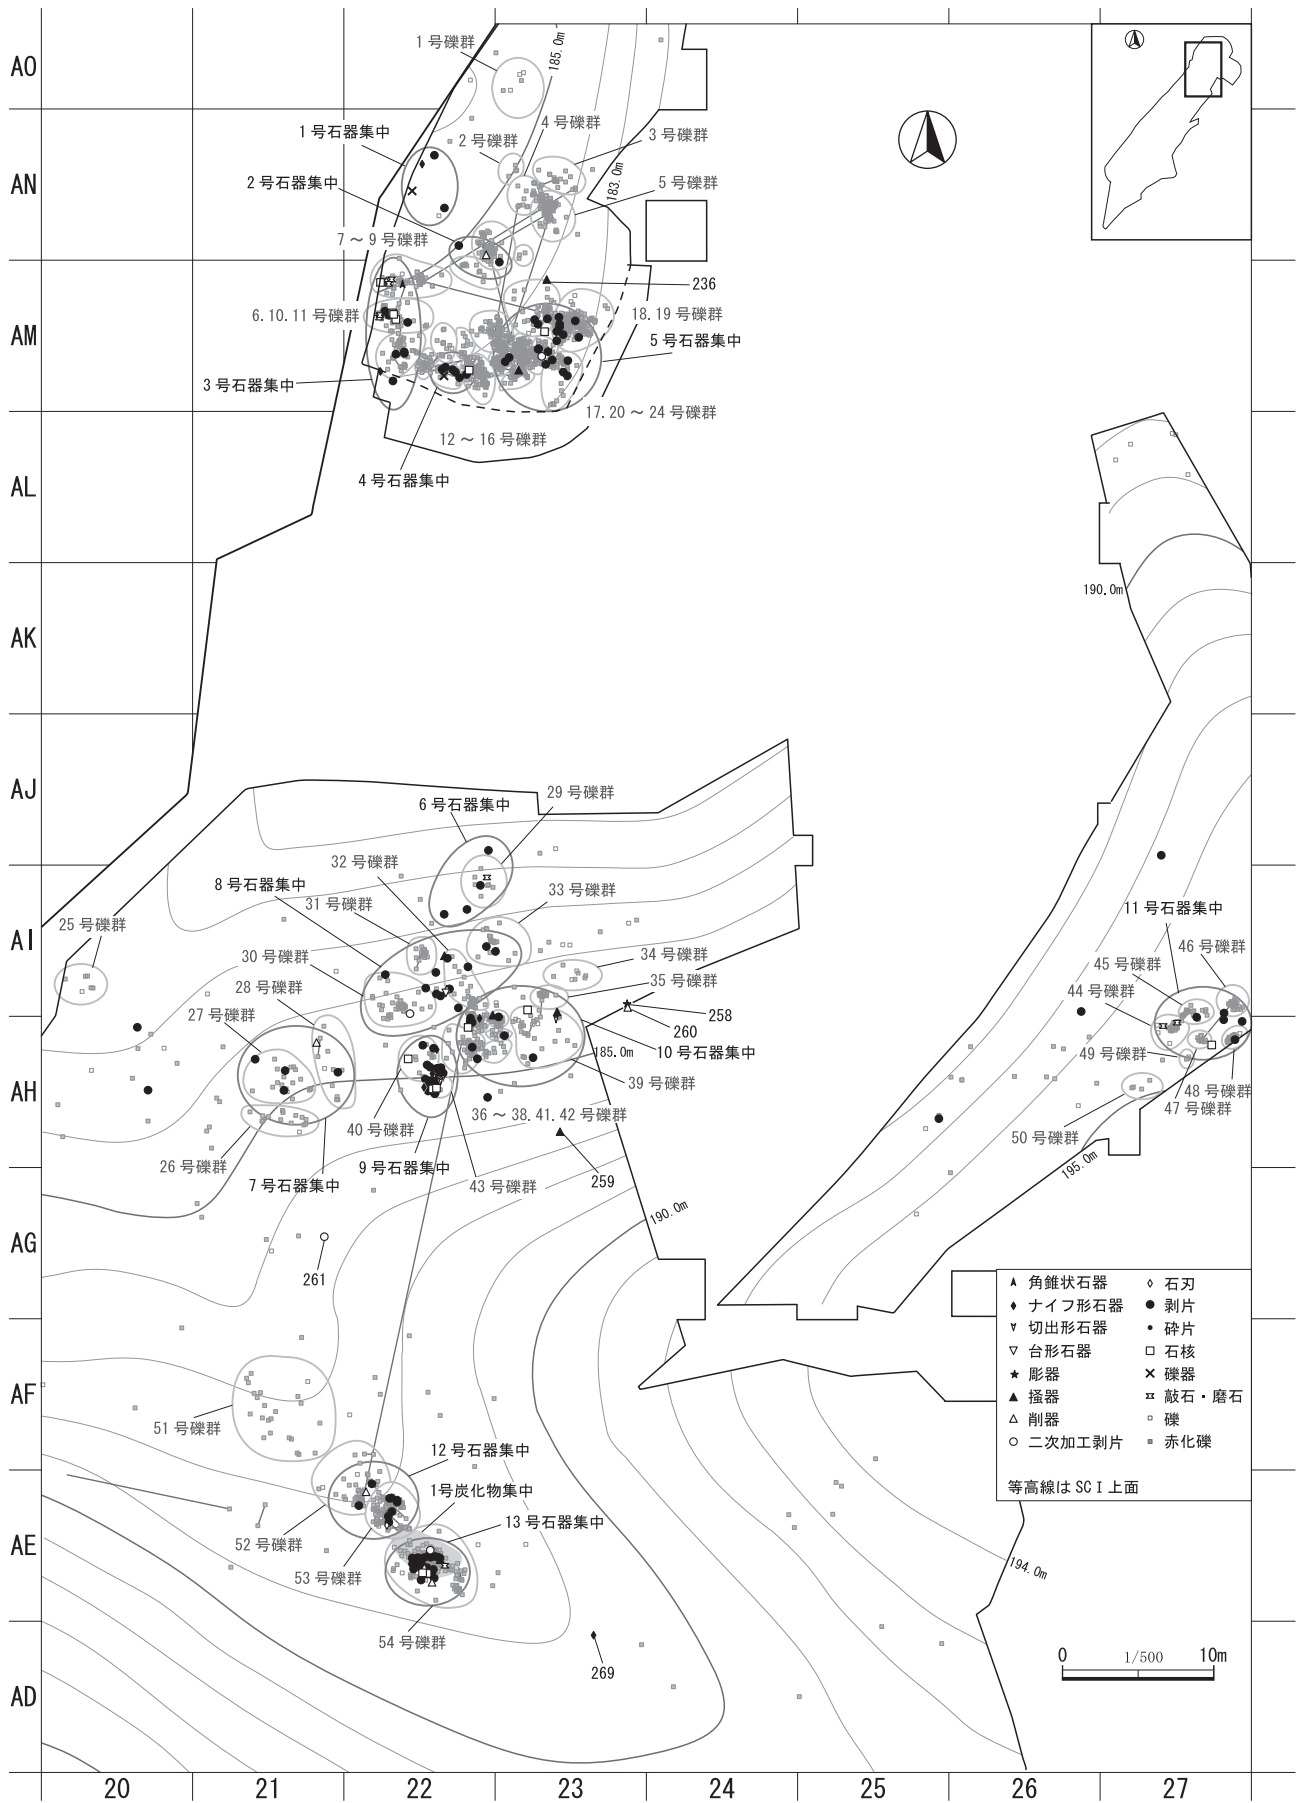 AO
AN
AM
AL
AK
AJ
AI
AH
AG
AF
AE
AD
1号礫群
185.0m
1号石器集中
4号礫群
2号礫群
3号礫群
2号石器集中
183.0m
5号礫群
7～9号礫群
236
6.10.11号礫群
18.19号礫群
5号石器集中
3号石器集中
17.20～24号礫群
12～16号礫群
4号石器集中
190.0m
29号礫群
6号石器集中
32号礫群
8号石器集中
31号礫群
33号礫群
25号礫群
30号礫群
34号礫群
28号礫群
35号礫群
27号礫群
258
260
10号石器集中
185.0m
39号礫群
36～38.41.42号礫群
40号礫群
26号礫群
9号石器集中
7号石器集中
43号礫群
259
11号石器集中
46号礫群
45号礫群
44号礫群
49号礫群
48号礫群
47号礫群
50号礫群
195.0m
190.0m
261
51号礫群
12号石器集中
1号炭化物集中
13号石器集中
52号礫群
53号礫群
54号礫群
194.0m
269
角錐状石器
ナイフ形石器
切出形石器
台形石器
彫器
掻器
削器
二次加工剥片
石刃
剥片
砕片
石核
礫器
敲石・磨石
礫
赤化礫
等高線はSCⅠ上面
0 1/500 10m
20 21 22 23 24 25 26 27